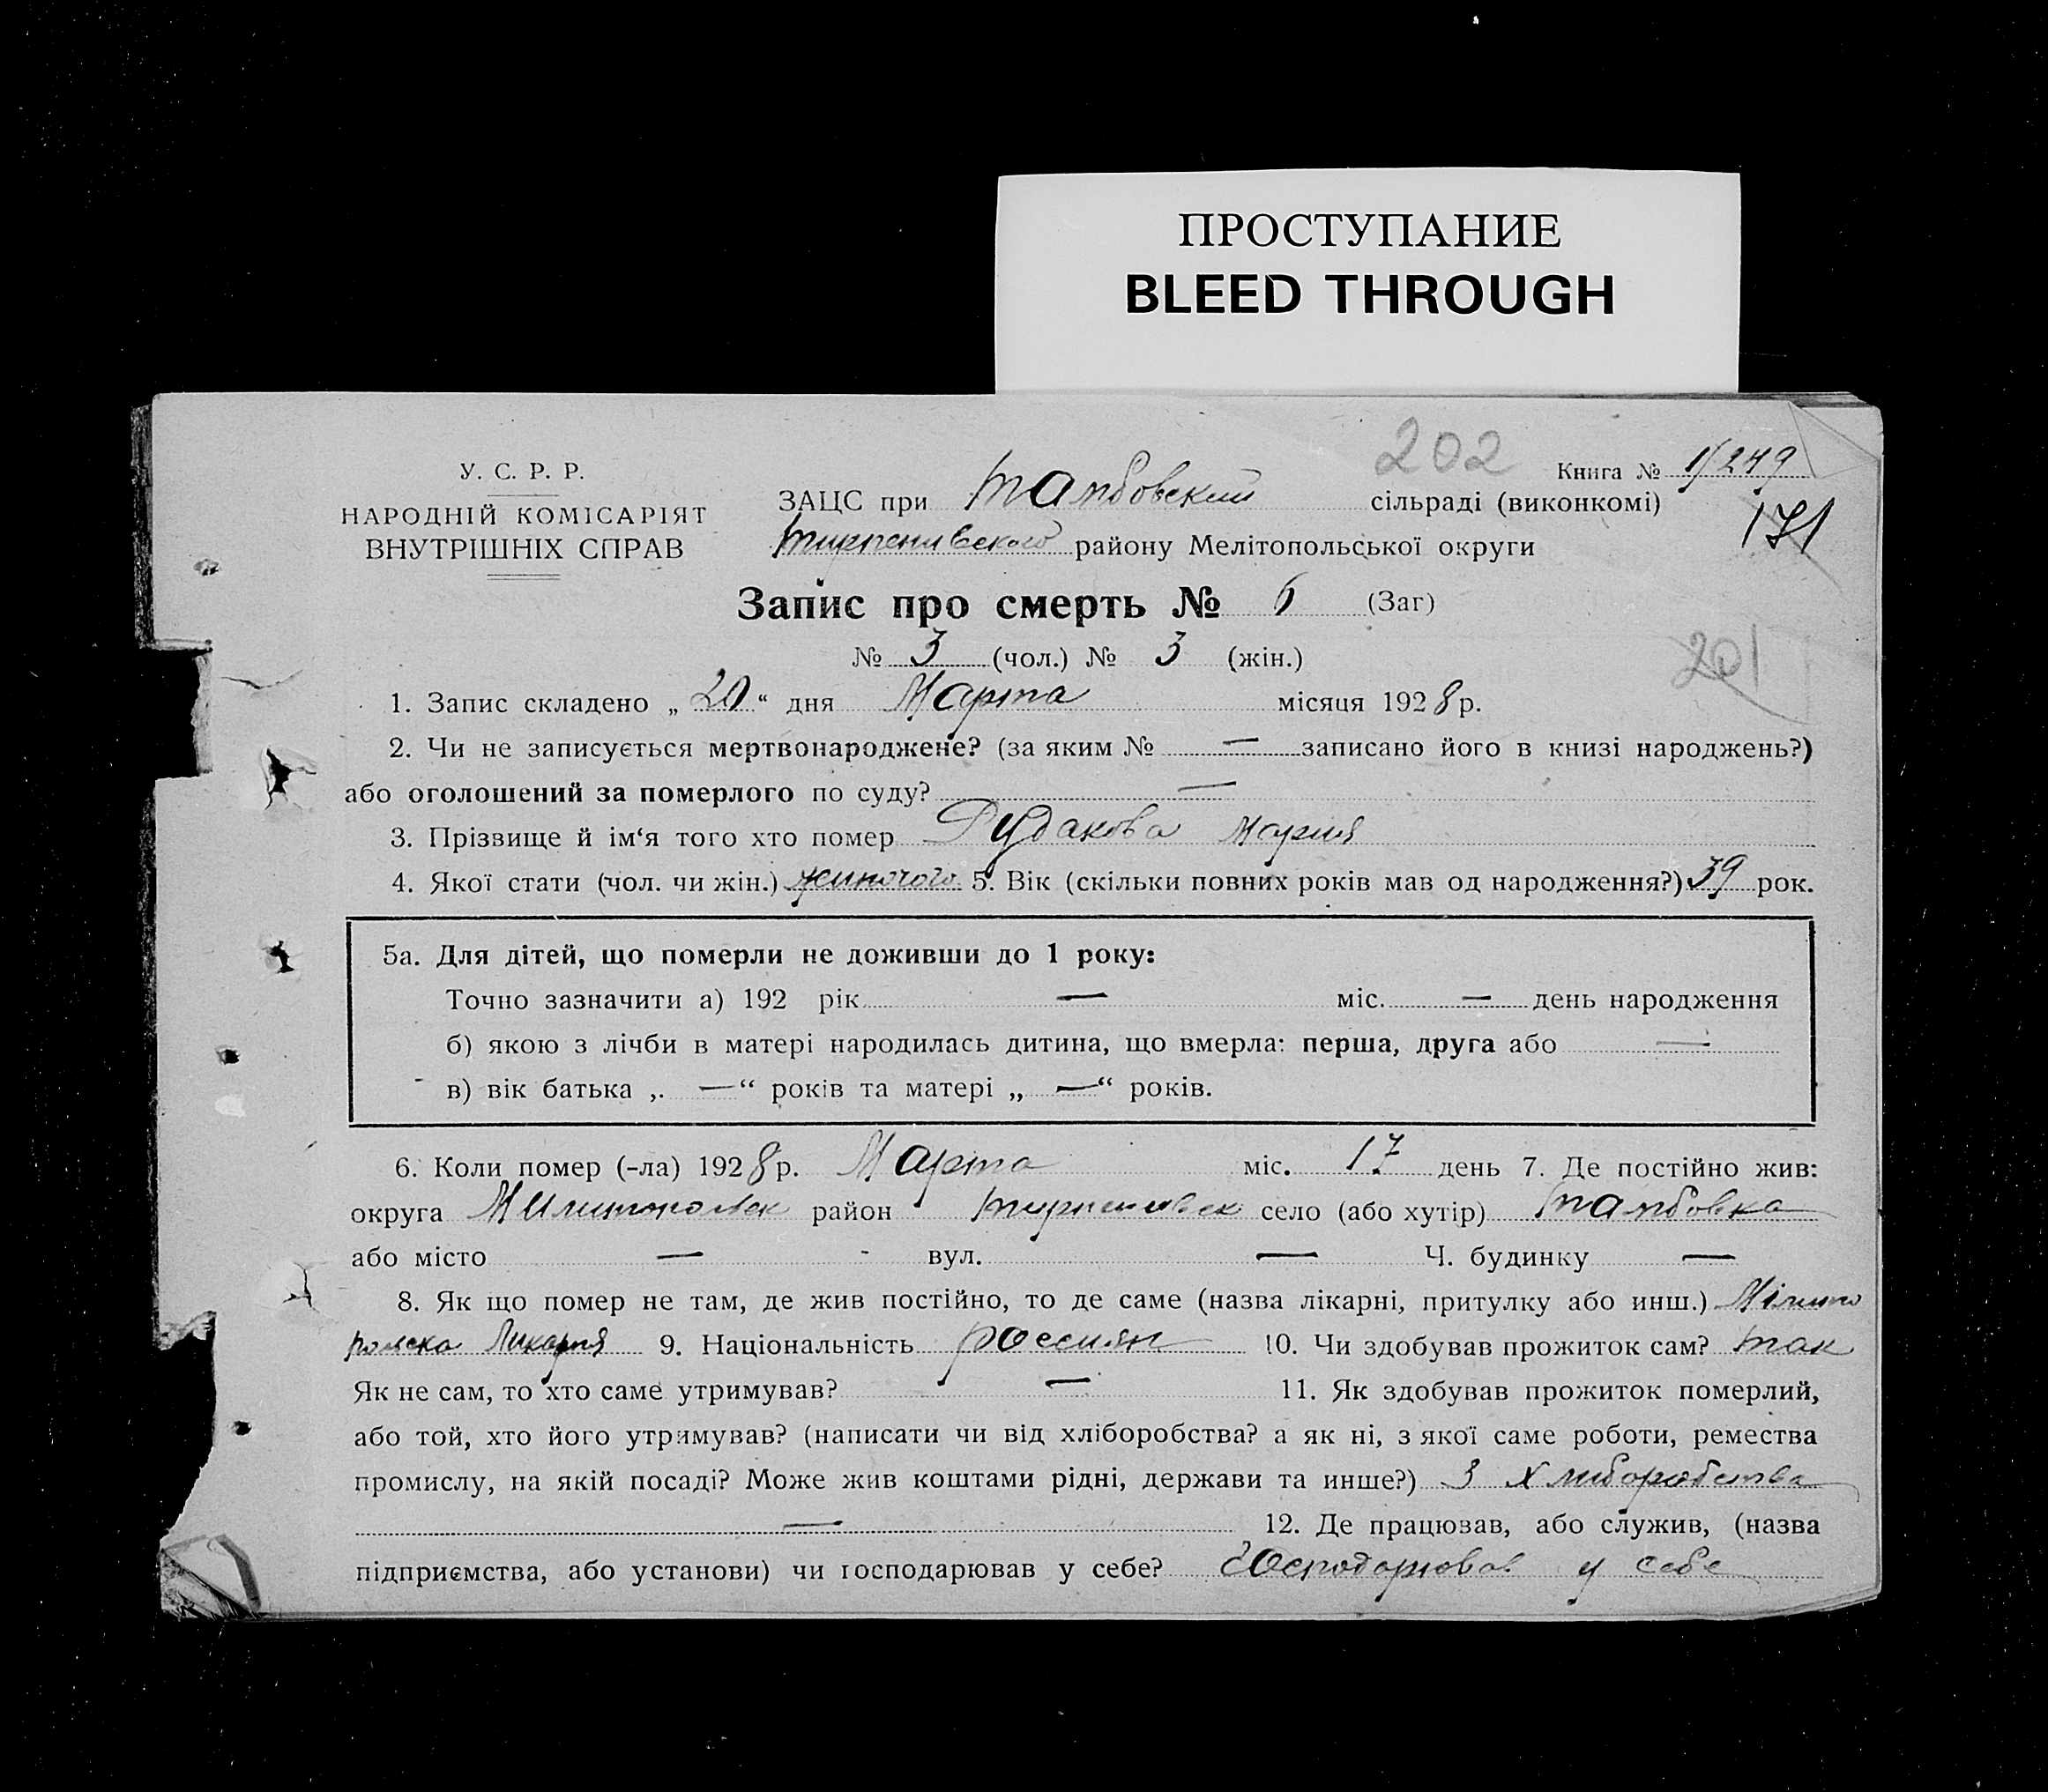 ПРОСТУПАНИЕ
BLEED THROUGH
202
У. С. Р. Р.
НАРОДНІЙ КОМІСАРІЯТ
ВНУТРІШНІХ СПРАВ
Книга № 1/249
171
ЗАЦС при Тамбовский сільраді (виконкомі)
району Мелітопольської округи
Запис про смерть № 6 (Заг)
№ 3 (чол.) № 3 (жін.)
201
1. Запис складено „ 20 “ дня Марта місяця 1928 р.
2. Чи не записується мертвонароджене? (за яким № — записано його в книзі народжень?)
або оголошений за померлого по суду? —
3. Прізвище й ім‘я того хто помер Рудакова Мария
4. Якої стати (чол. чи жін.) жиночого 5. Вік (скільки повних років мав од народження?) 39 рок.
5а. Для дітей, що померли не доживши до 1 року:
Точно зазначити а) 192 рік — міс. — день народження
б) якою з лічби в матері народилась дитина, що вмерла: перша, друга або —
в) вік батька „ — “ років та матері „ — “ років.
6. Коли помер (-ла) 1928 р. Марта міс. 17 день 7. Де постійно жив:
округа Милитопольск район село (або хутір) Тамбовка
або місто — вул. — Ч. будинку —
8. Як що помер не там, де жив постійно, то де саме (назва лікарні, притулку або инш.) Мілито
польска Ликарня 9. Національність россиян 10. Чи здобував прожиток сам? так
Як не сам, то хто саме утримував? — 11. Як здобував прожиток померлий,
або той, хто його утримував? (написати чи від хліборобства? а як ні, з якої саме роботи, ремества
промислу, на якій посаді? Може жив коштами рідні, держави та инше?) З хлиборобства
— 12. Де працював, або служив, (назва
підприємства, або установи) чи господарював у себе? Господарював у себе